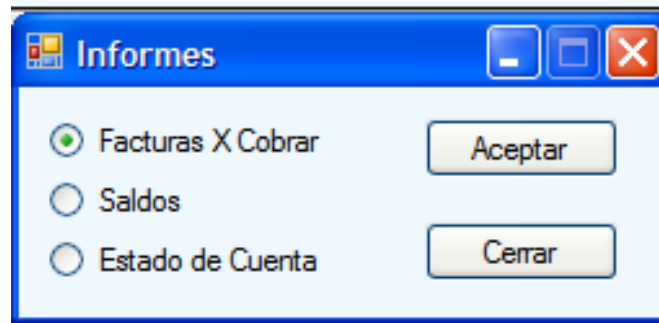 Informes
Facturas X Cobrar
Aceptar
Saldos
Estado de Cuenta
Cerrar